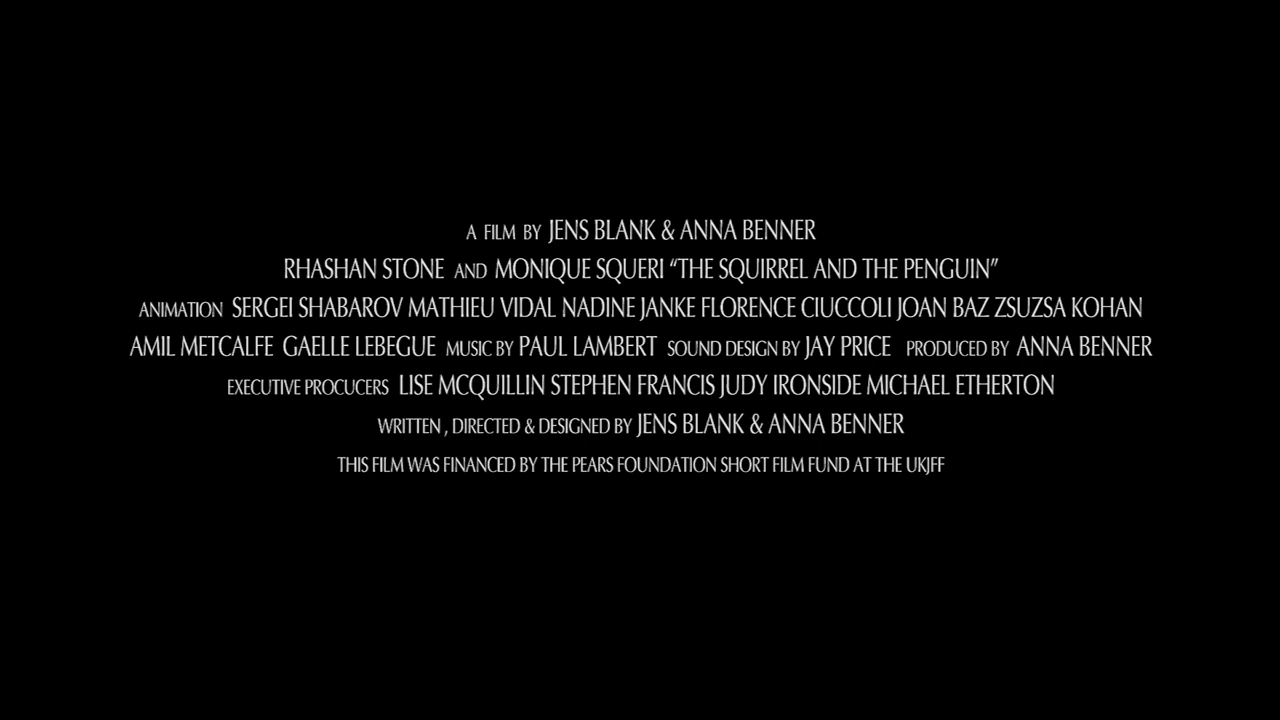 A FILM BY JENS BLANK & ANNA BENNER
RHASHAN STONE AND MONIQUE SQUERI “THE SQUIRREL AND THE PENGUIN”
ANIMATION SERGEI SHABAROV MATHIEU VIDAL NADINE JANKE FLORENCE CIUCCOLI JOAN BAZ ZSUZSA KOHAN
AMIL METCALFE GAELLE LEBEGUE MUSIC BY PAUL LAMBERT SOUND DESIGN BY JAY PRICE PRODUCED BY ANNA BENNER
EXECUTIVE PROCUCERS LISE MCQUILLIN STEPHEN FRANCIS JUDY IRONSIDE MICHAEL ETHERTON
WRITTEN , DIRECTED & DESIGNED BY JENS BLANK & ANNA BENNER
THIS FILM WAS FINANCED BY THE PEARS FOUNDATION SHORT FILM FUND AT THE UKJFF